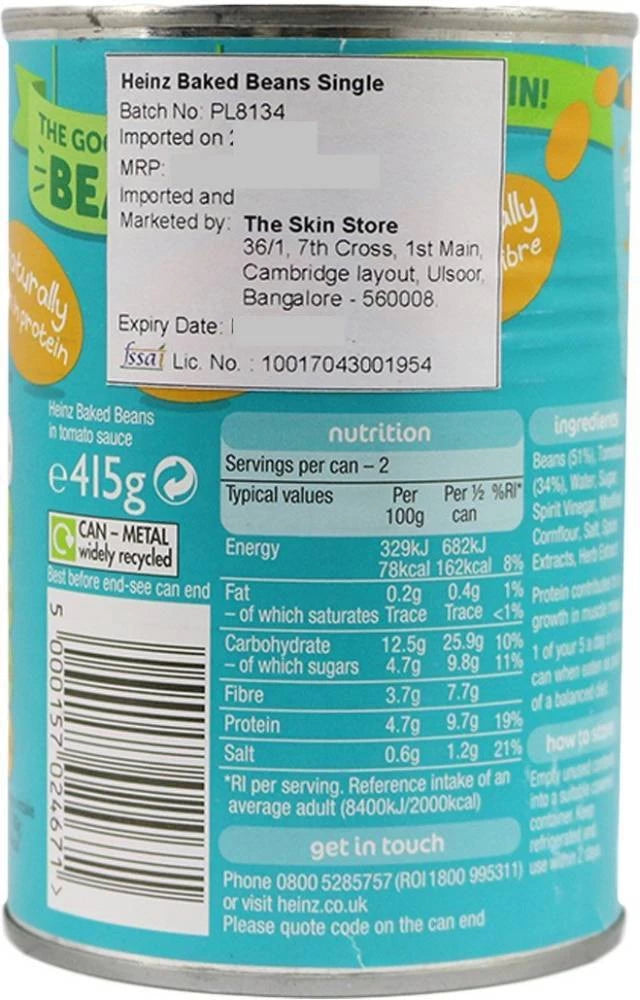 IN!
THE GOO
BEA
Heinz Baked Beans Single
Batch No: PL8134
Imported on :
MRP:
Imported and
Marketed by: The Skin Store
36/1, 7th Cross, 1st Main,
Cambridge layout, Ulsoor,
Bangalore - 560008.
Expiry Date:
fssai Lic. No. : 10017043001954
protein
ibre
Heinz Baked Beans
in tomato sauce
e415g
CAN – METAL
widely recycled
Best before end-see can end
5 000157 024671 >
nutrition
Servings per can – 2
Typical values Per 100g Per ½ can %RI*
Energy 329kJ 682kJ
78kcal 162kcal 8%
Fat 0.2g 0.4g 1%
– of which saturates Trace Trace <1%
Carbohydrate 12.5g 25.9g 10%
– of which sugars 4.7g 9.8g 11%
Fibre 3.7g 7.7g
Protein 4.7g 9.7g 19%
Salt 0.6g 1.2g 21%
*RI per serving. Reference intake of an
average adult (8400kJ/2000kcal)
get in touch
Phone 0800 5285757 (ROI 1800 995311)
or visit heinz.co.uk
Please quote code on the can end
ingredients
Beans (51%),
(34%), Water, Sugar,
Spirit Vinegar,
Cornflour, Salt,
Extracts, Herb
Protein contributes
growth in muscle
1 of your 5 a day
can when eaten
of a balanced diet
how to store
Empty unused
into a suitable
container. Keep
refrigerated and
use within 2 days